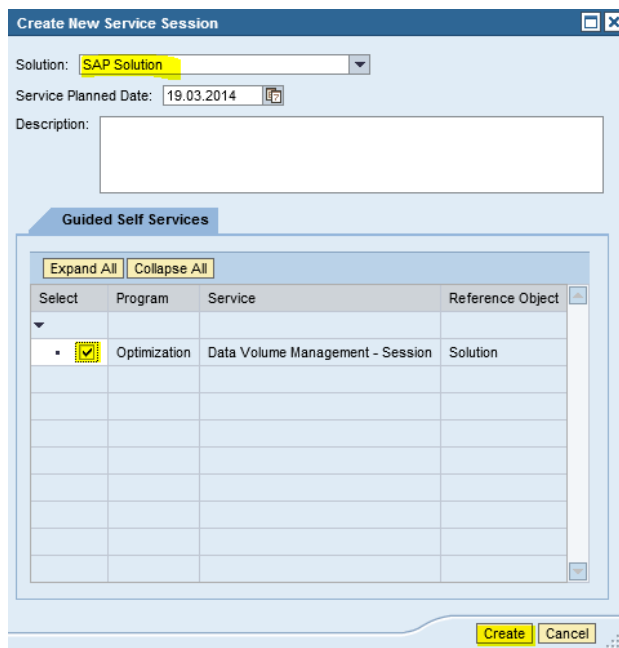 Create New Service Session
Solution: SAP Solution
Service Planned Date: 19.03.2014
Description:
Guided Self Services
Expand All Collapse All
Select Program Service Reference Object
Optimization Data Volume Management - Session Solution
Create Cancel